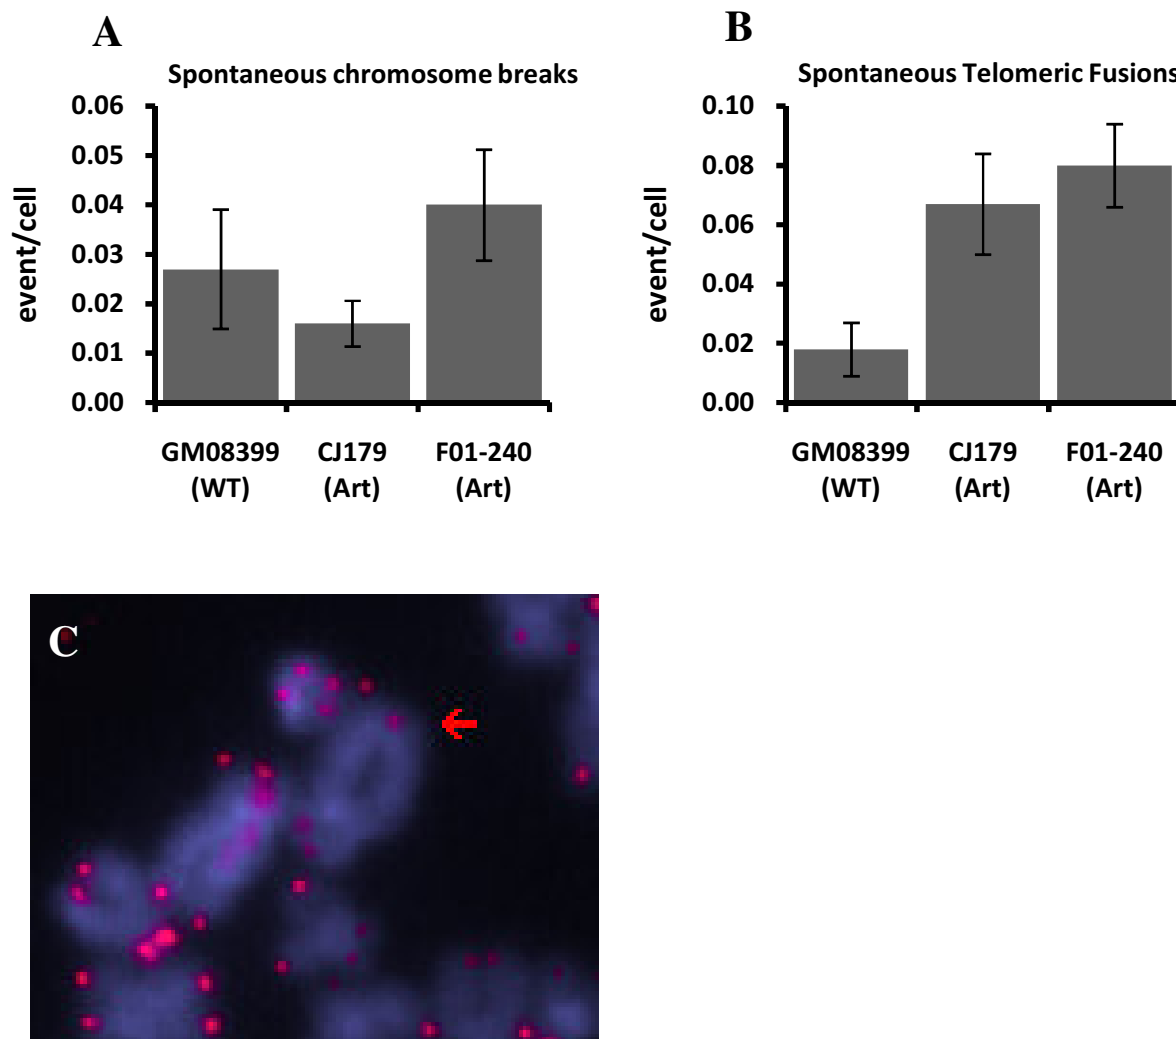 A
Spontaneous chromosome breaks
0.06
0.05
0.04
0.03
0.02
0.01
0.00
event/cell
GM08399 CJ179 F01-240
(WT) (Art) (Art)
B
Spontaneous Telomeric Fusions
0.10
0.08
0.06
0.04
0.02
0.00
event/cell
GM08399 CJ179 F01-240
(WT) (Art) (Art)
C